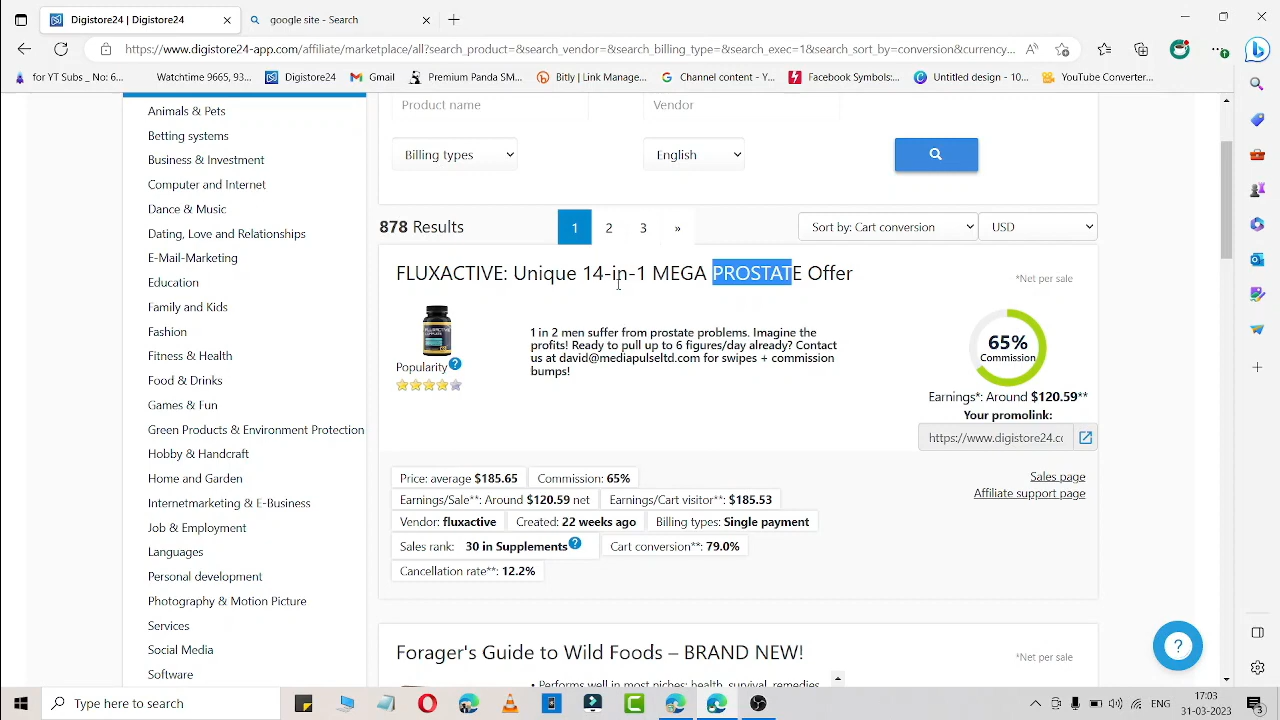 Digistore24 | Digistore24
google site - Search
https://www.digistore24-app.com/affiliate/marketplace/all?search_product=&search_vendor=&search_billing_type=&search_exec=1&search_sort_by=conversion&currency...
for YT Subs _ No: 6...
Watchtime 9665, 93...
Digistore24
Gmail
Premium Panda SM...
Bitly | Link Manage...
Channel content - Y...
Facebook Symbols:...
Untitled design - 10...
YouTube Converter...
Product name
Vendor
Billing types
English
878 Results
1 2 3 »
Sort by: Cart conversion
USD
Animals & Pets
Betting systems
Business & Investment
Computer and Internet
Dance & Music
Dating, Love and Relationships
E-Mail-Marketing
Education
Family and Kids
Fashion
Fitness & Health
Food & Drinks
Games & Fun
Green Products & Environment Protection
Hobby & Handcraft
Home and Garden
Internetmarketing & E-Business
Job & Employment
Languages
Personal development
Photography & Motion Picture
Services
Social Media
Software
FLUXACTIVE: Unique 14-in-1 MEGA PROSTATE Offer
*Net per sale
Popularity
1 in 2 men suffer from prostate problems. Imagine the
profits! Ready to pull up to 6 figures/day already? Contact
us at david@mediapulseltd.com for swipes + commission
bumps!
65%
Commission
Earnings*: Around $120.59**
Your promolink:
https://www.digistore24.cc
Price: average $185.65
Commission: 65%
Earnings/Sale**: Around $120.59 net
Earnings/Cart visitor**: $185.53
Vendor: fluxactive
Created: 22 weeks ago
Billing types: Single payment
Sales rank: 30 in Supplements
Cart conversion**: 79.0%
Cancellation rate**: 12.2%
Sales page
Affiliate support page
Forager's Guide to Wild Foods – BRAND NEW!
*Net per sale
• Performs well in most niches: health, survival, remedies
Type here to search
ENG
17:03
31-03-2023